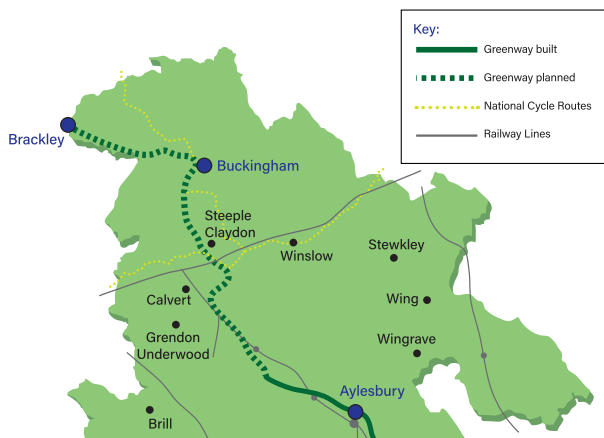 Key:
Greenway built
Greenway planned
National Cycle Routes
Railway Lines
Brackley
Buckingham
Steeple
Claydon
Winslow
Stewkley
Calvert
Wing
Grendon
Underwood
Wingrave
Aylesbury
Brill